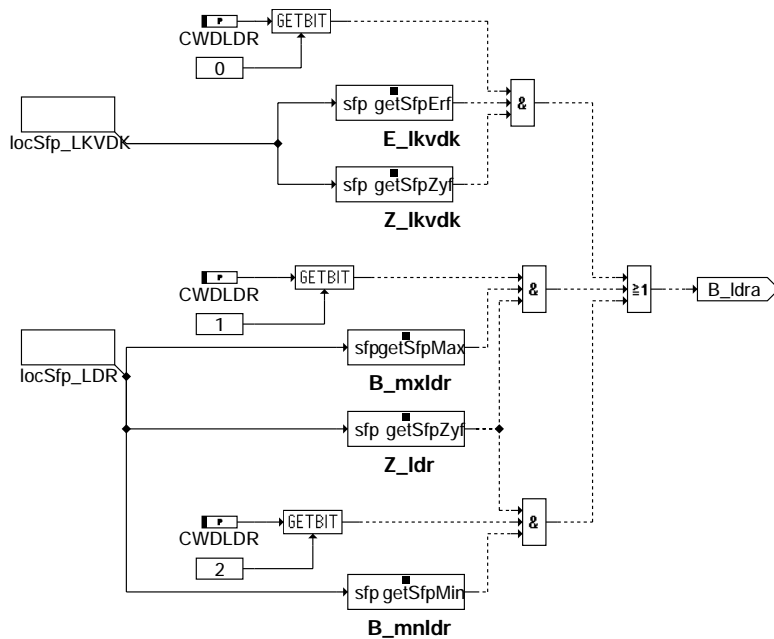 P GETBIT
CWDLDR
0
sfp getSfpErf
&
locSfp_LKVDK
E_lkvdk
sfp getSfpZyf
Z_lkvdk
P GETBIT
CWDLDR
&
≥1
B_ldra
1
sfpgetSfpMax
locSfp_LDR
B_mxldr
sfp getSfpZyf
Z_ldr
P GETBIT
&
CWDLDR
2
sfp getSfpMin
B_mnldr